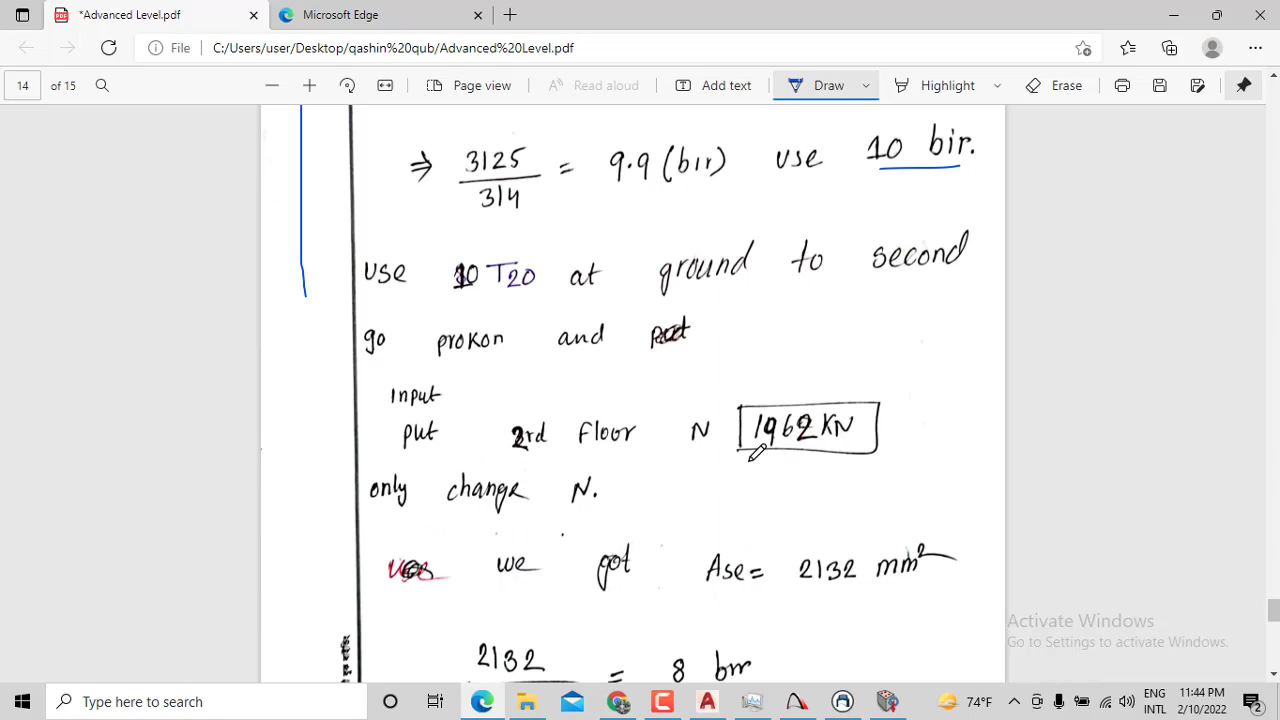 *Advanced Level.pdf
Microsoft Edge
File
C:/Users/user/Desktop/qashin%20qub/Advanced%20Level.pdf
14 of 15
Page view
Read aloud
Add text
Draw
Highlight
Erase
⇒ 3125/314 = 9.9 (bir) use 10 bir.
use 10 T20 at ground to second
go prokon and
input
put 3rd Floor N 1962 KN
only change N.
we got Ase = 2132 mm²
2132 = 8 bir
Activate Windows
Go to Settings to activate Windows.
Type here to search
74°F
ENG
INTL
1:44 PM
2/10/2022
2